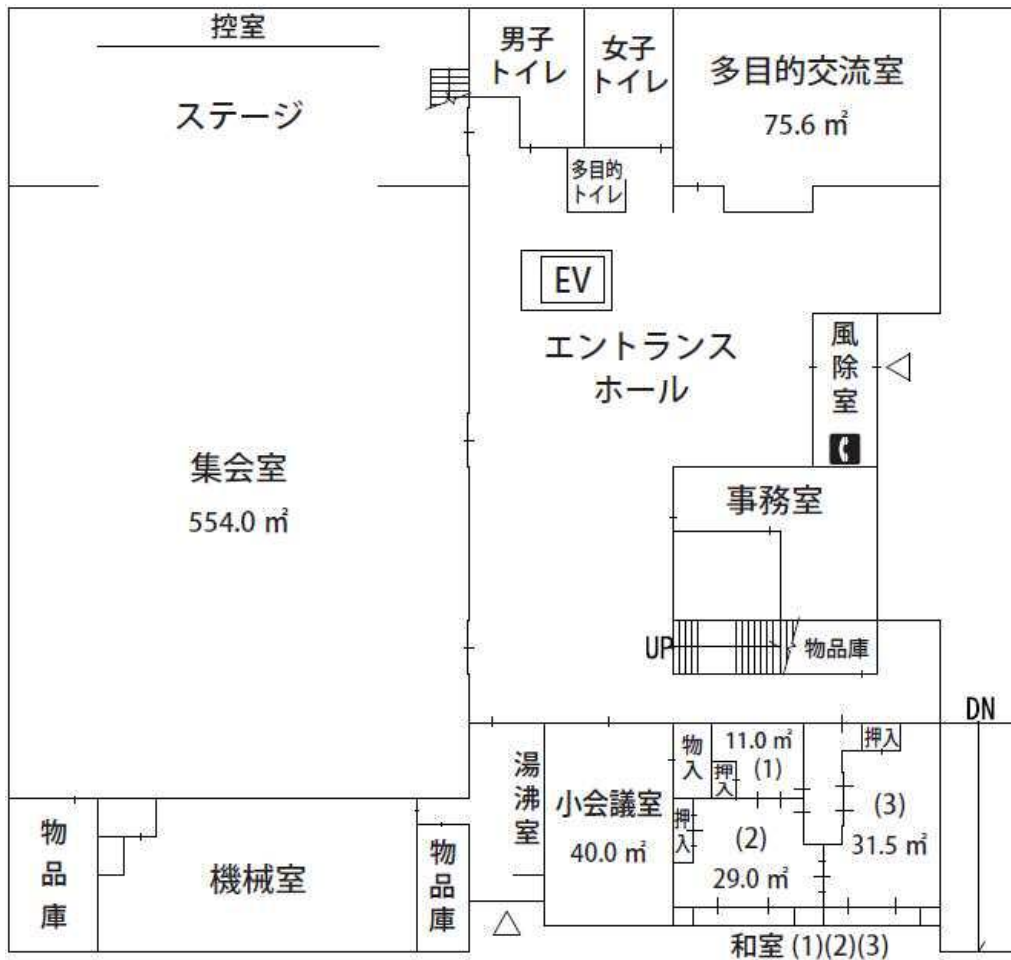 控室
ステージ
男子
トイレ
女子
トイレ
多目的交流室
75.6 ㎡
多目的
トイレ
EV
エントランス
ホール
風除室
集会室
554.0 ㎡
事務室
UP
物品庫
DN
湯沸室
小会議室
40.0 ㎡
物入
11.0 ㎡
(1)
押入
押入
(2)
29.0 ㎡
押入
(3)
31.5 ㎡
物品庫
機械室
物品庫
和室 (1)(2)(3)